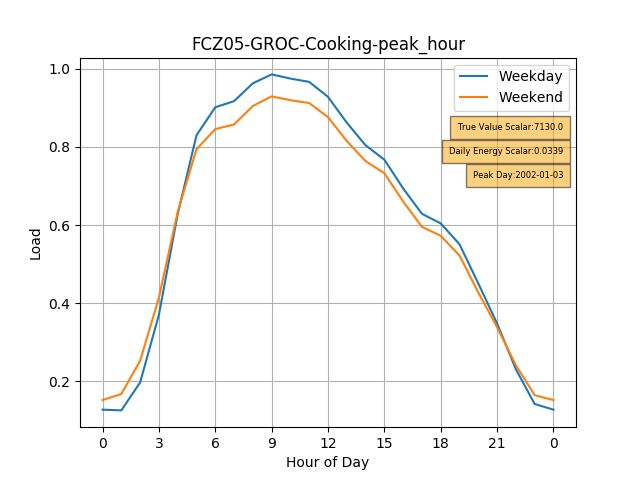 FCZ05-GROC-Cooking-peak_hour
Weekday
Weekend
True Value Scalar:7130.0
Daily Energy Scalar:0.0339
Peak Day:2002-01-03
Load
1.0
0.8
0.6
0.4
0.2
0 3 6 9 12 15 18 21 0
Hour of Day